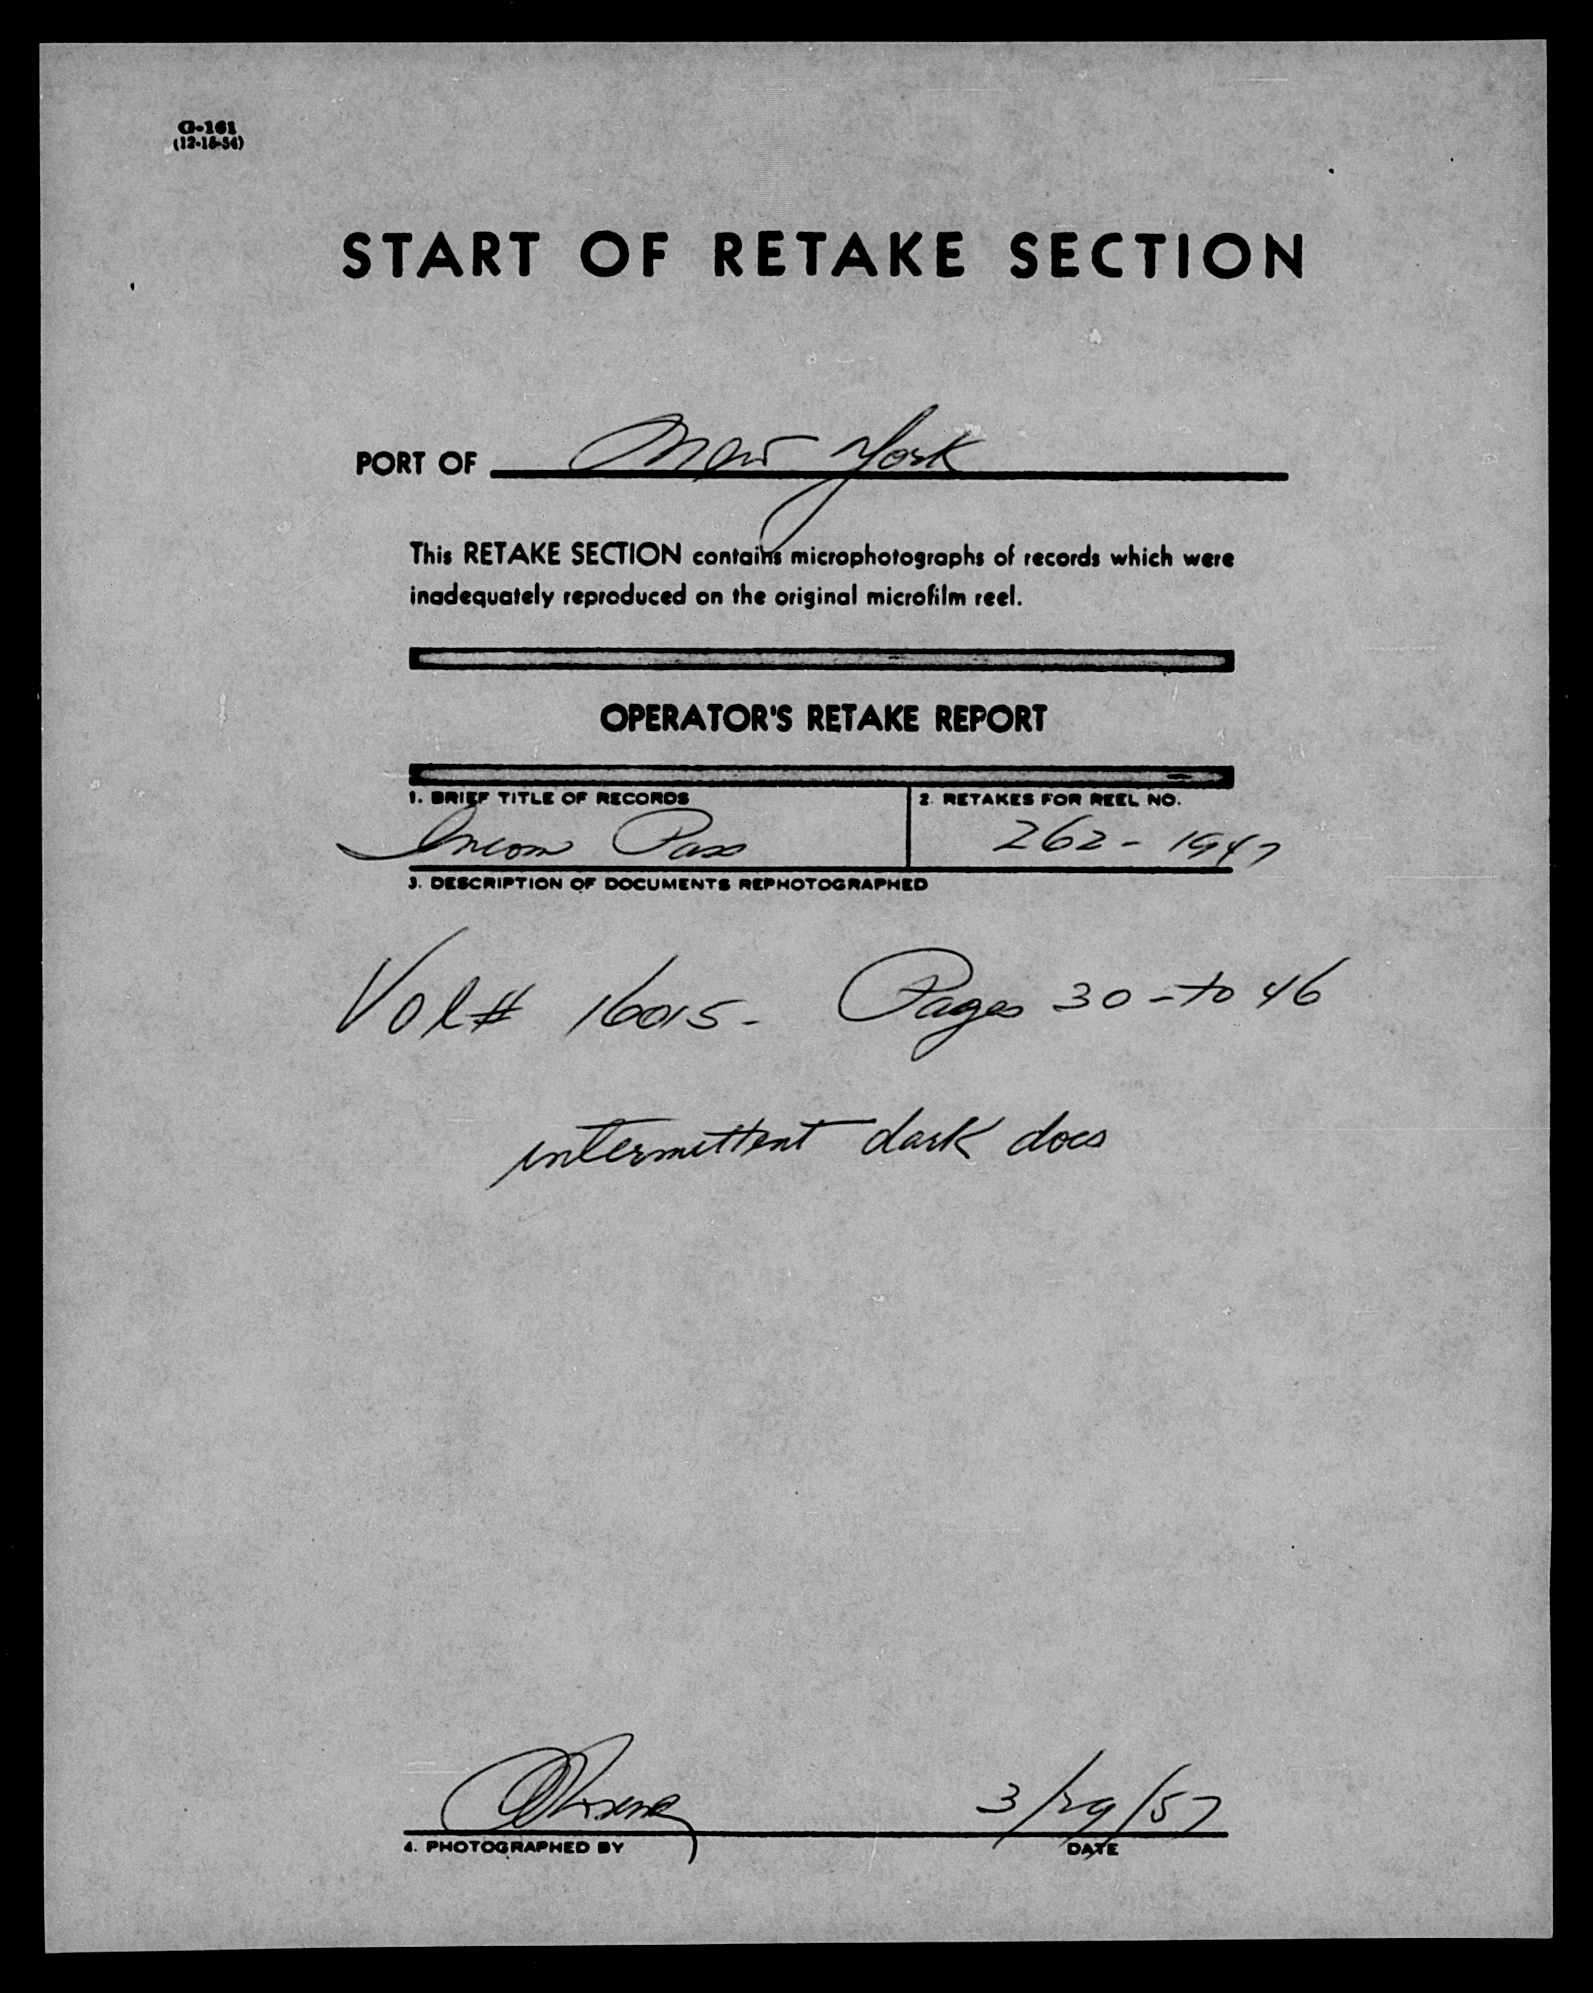 G-161
(12-15-54)
START OF RETAKE SECTION
PORT OF New York
This RETAKE SECTION contains microphotographs of records which were
inadequately reproduced on the original microfilm reel.
OPERATOR'S RETAKE REPORT
1. BRIEF TITLE OF RECORDS 2. RETAKES FOR REEL NO.
Incom Pass 262 - 1947
3. DESCRIPTION OF DOCUMENTS REPHOTOGRAPHED
Vol# 16015 - Pages 30 - to 46
intermittent dark docs
3/29/57
4. PHOTOGRAPHED BY DATE